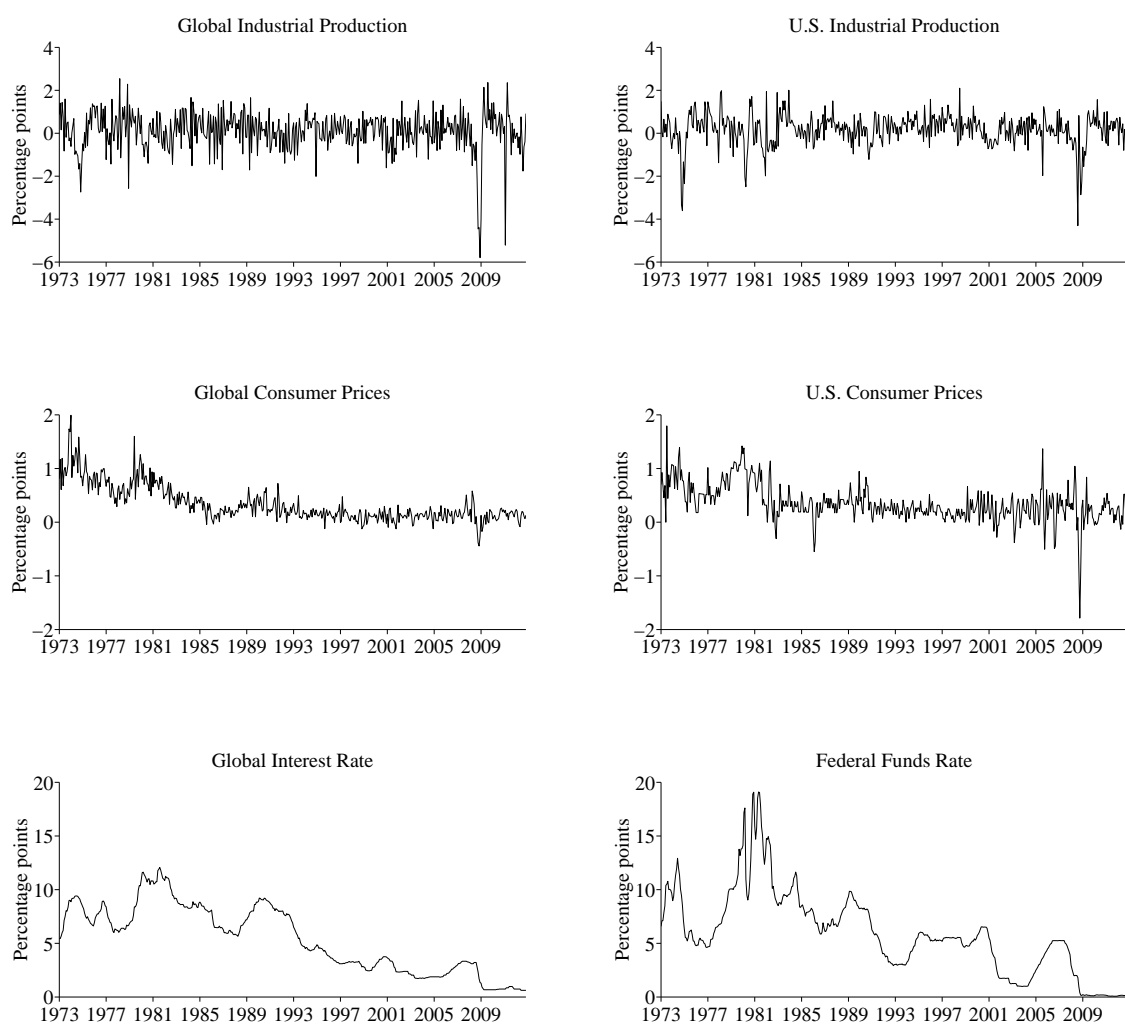 Global Industrial Production
Percentage points
4
2
0
−2
−4
−6
1973 1977 1981 1985 1989 1993 1997 2001 2005 2009
U.S. Industrial Production
Percentage points
4
2
0
−2
−4
−6
1973 1977 1981 1985 1989 1993 1997 2001 2005 2009
Global Consumer Prices
Percentage points
2
1
0
−1
−2
1973 1977 1981 1985 1989 1993 1997 2001 2005 2009
U.S. Consumer Prices
Percentage points
2
1
0
−1
−2
1973 1977 1981 1985 1989 1993 1997 2001 2005 2009
Global Interest Rate
Percentage points
20
15
10
5
0
1973 1977 1981 1985 1989 1993 1997 2001 2005 2009
Federal Funds Rate
Percentage points
20
15
10
5
0
1973 1977 1981 1985 1989 1993 1997 2001 2005 2009